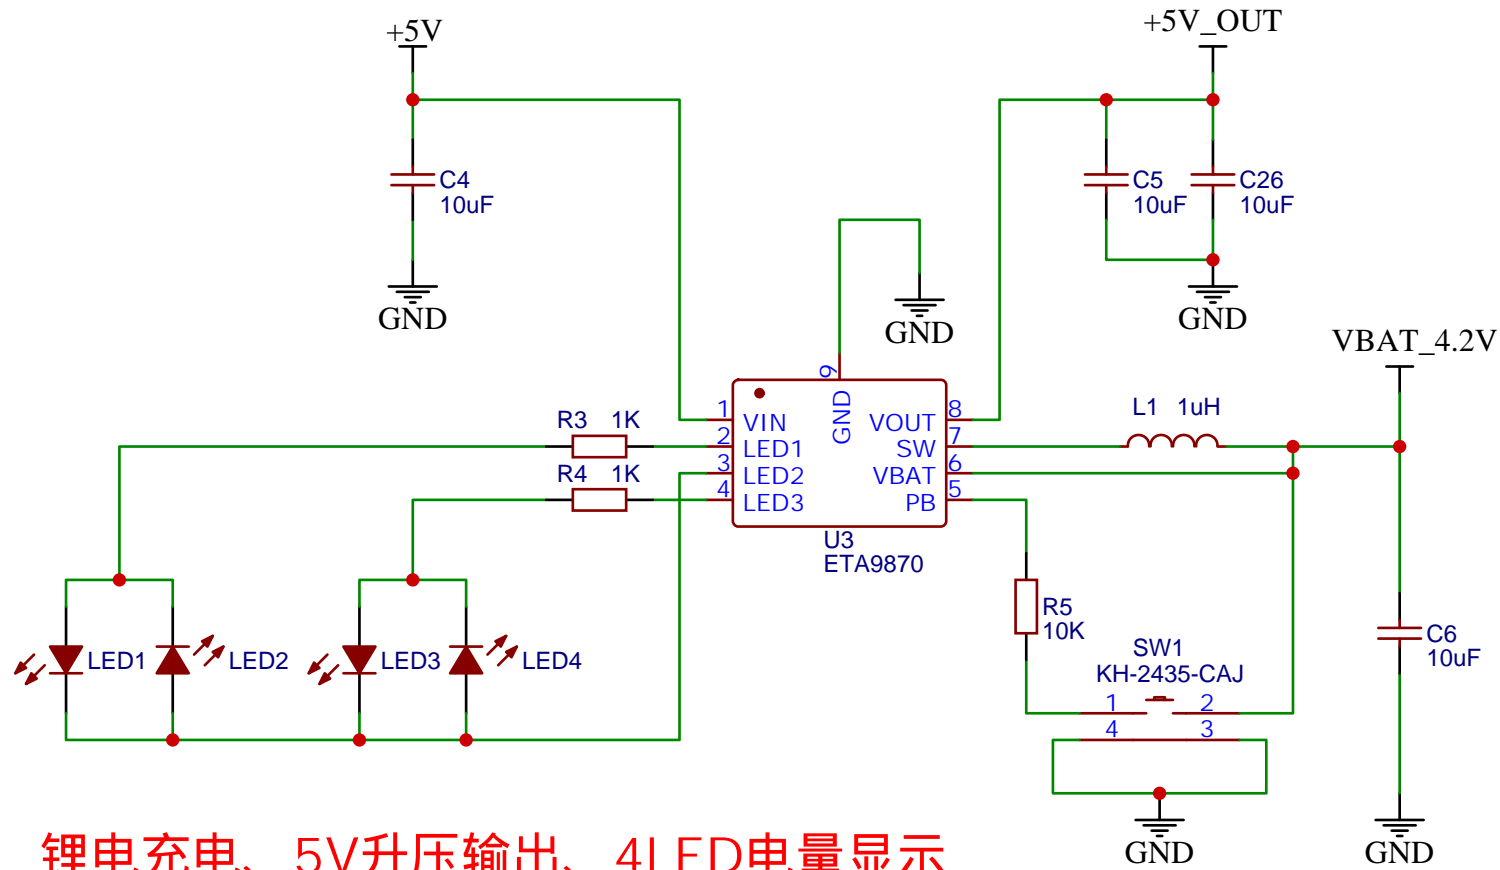 +5V
+5V_OUT
C4
10uF
C5
10uF
C26
10uF
GND
GND
GND
VBAT_4.2V
9
GND
1
VIN
2
LED1
3
LED2
4
LED3
8
VOUT
7
SW
6
VBAT
5
PB
U3
ETA9870
R3 1K
R4 1K
L1 1uH
R5
10K
SW1
KH-2435-CAJ
1
2
4
3
C6
10uF
LED1
LED2
LED3
LED4
GND
GND
锂电充电、5V升压输出、4LED电量显示